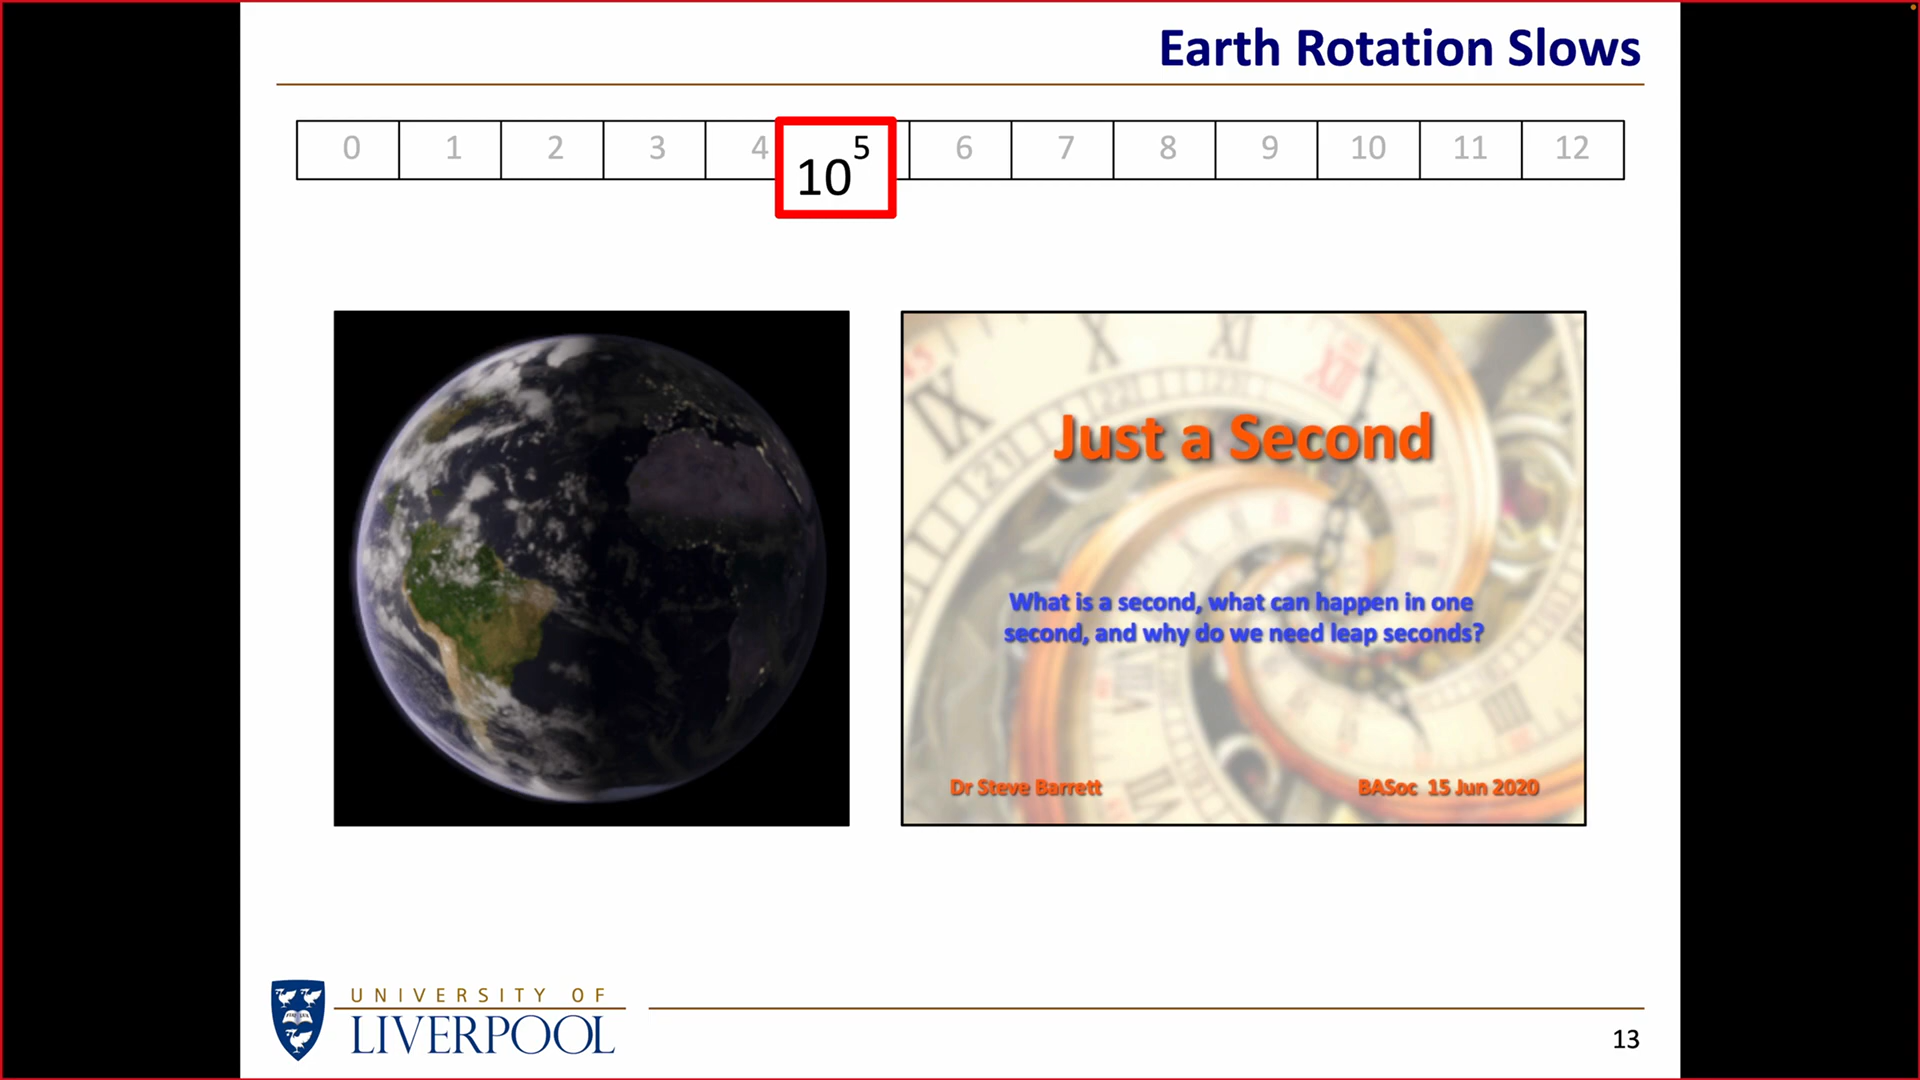 Earth Rotation Slows
0 1 2 3 4 10⁵ 6 7 8 9 10 11 12
Just a Second
What is a second, what can happen in one
second, and why do we need leap seconds?
Dr Steve Barrett BASoc 15 Jun 2020
UNIVERSITY OF
LIVERPOOL
13